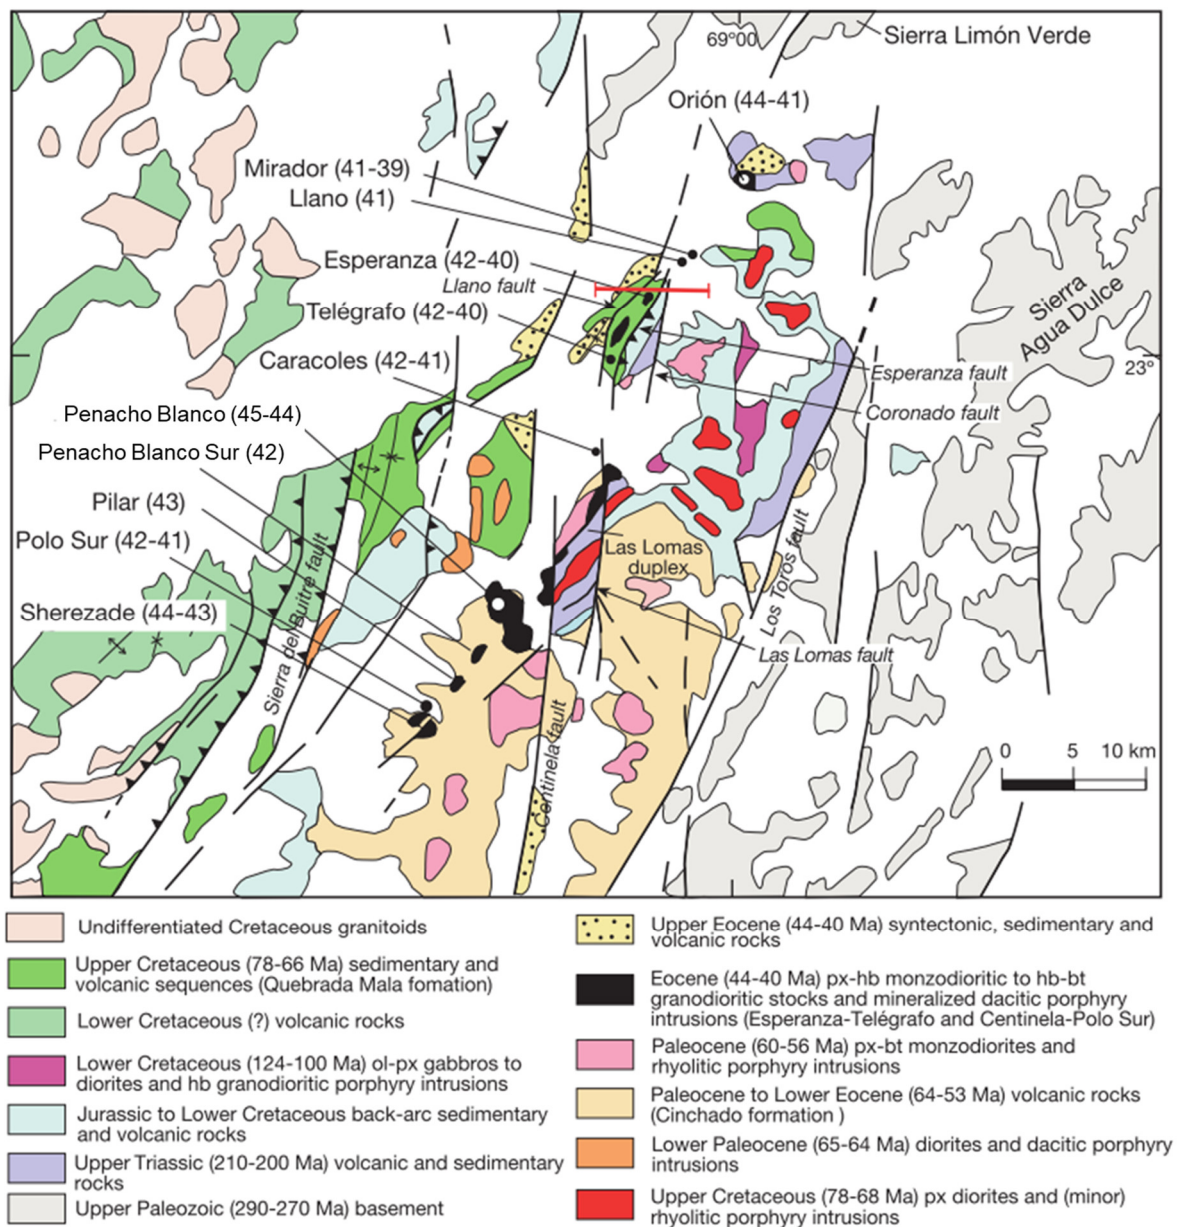 69°00'
Sierra Limón Verde
Orión (44-41)
Mirador (41-39)
Llano (41)
Esperanza (42-40)
Llano fault
Telégrafo (42-40)
Sierra
Agua Dulce
Caracoles (42-41)
Esperanza fault
23°
Coronado fault
Penacho Blanco (45-44)
Penacho Blanco Sur (42)
Pilar (43)
Polo Sur (42-41)
Las Lomas
duplex
Sherezade (44-43)
Sierra del Buitre fault
Los Toros fault
Las Lomas fault
Centinela fault
0 5 10 km
Undifferentiated Cretaceous granitoids
Upper Cretaceous (78-66 Ma) sedimentary and
volcanic sequences (Quebrada Mala fomation)
Lower Cretaceous (?) volcanic rocks
Lower Cretaceous (124-100 Ma) ol-px gabbros to
diorites and hb granodioritic porphyry intrusions
Jurassic to Lower Cretaceous back-arc sedimentary
and volcanic rocks
Upper Triassic (210-200 Ma) volcanic and sedimentary
rocks
Upper Paleozoic (290-270 Ma) basement
Upper Eocene (44-40 Ma) syntectonic, sedimentary and
volcanic rocks
Eocene (44-40 Ma) px-hb monzodioritic to hb-bt
granodioritic stocks and mineralized dacitic porphyry
intrusions (Esperanza-Telégrafo and Centinela-Polo Sur)
Paleocene (60-56 Ma) px-bt monzodiorites and
rhyolitic porphyry intrusions
Paleocene to Lower Eocene (64-53 Ma) volcanic rocks
(Cinchado formation )
Lower Paleocene (65-64 Ma) diorites and dacitic porphyry
intrusions
Upper Cretaceous (78-68 Ma) px diorites and (minor)
rhyolitic porphyry intrusions